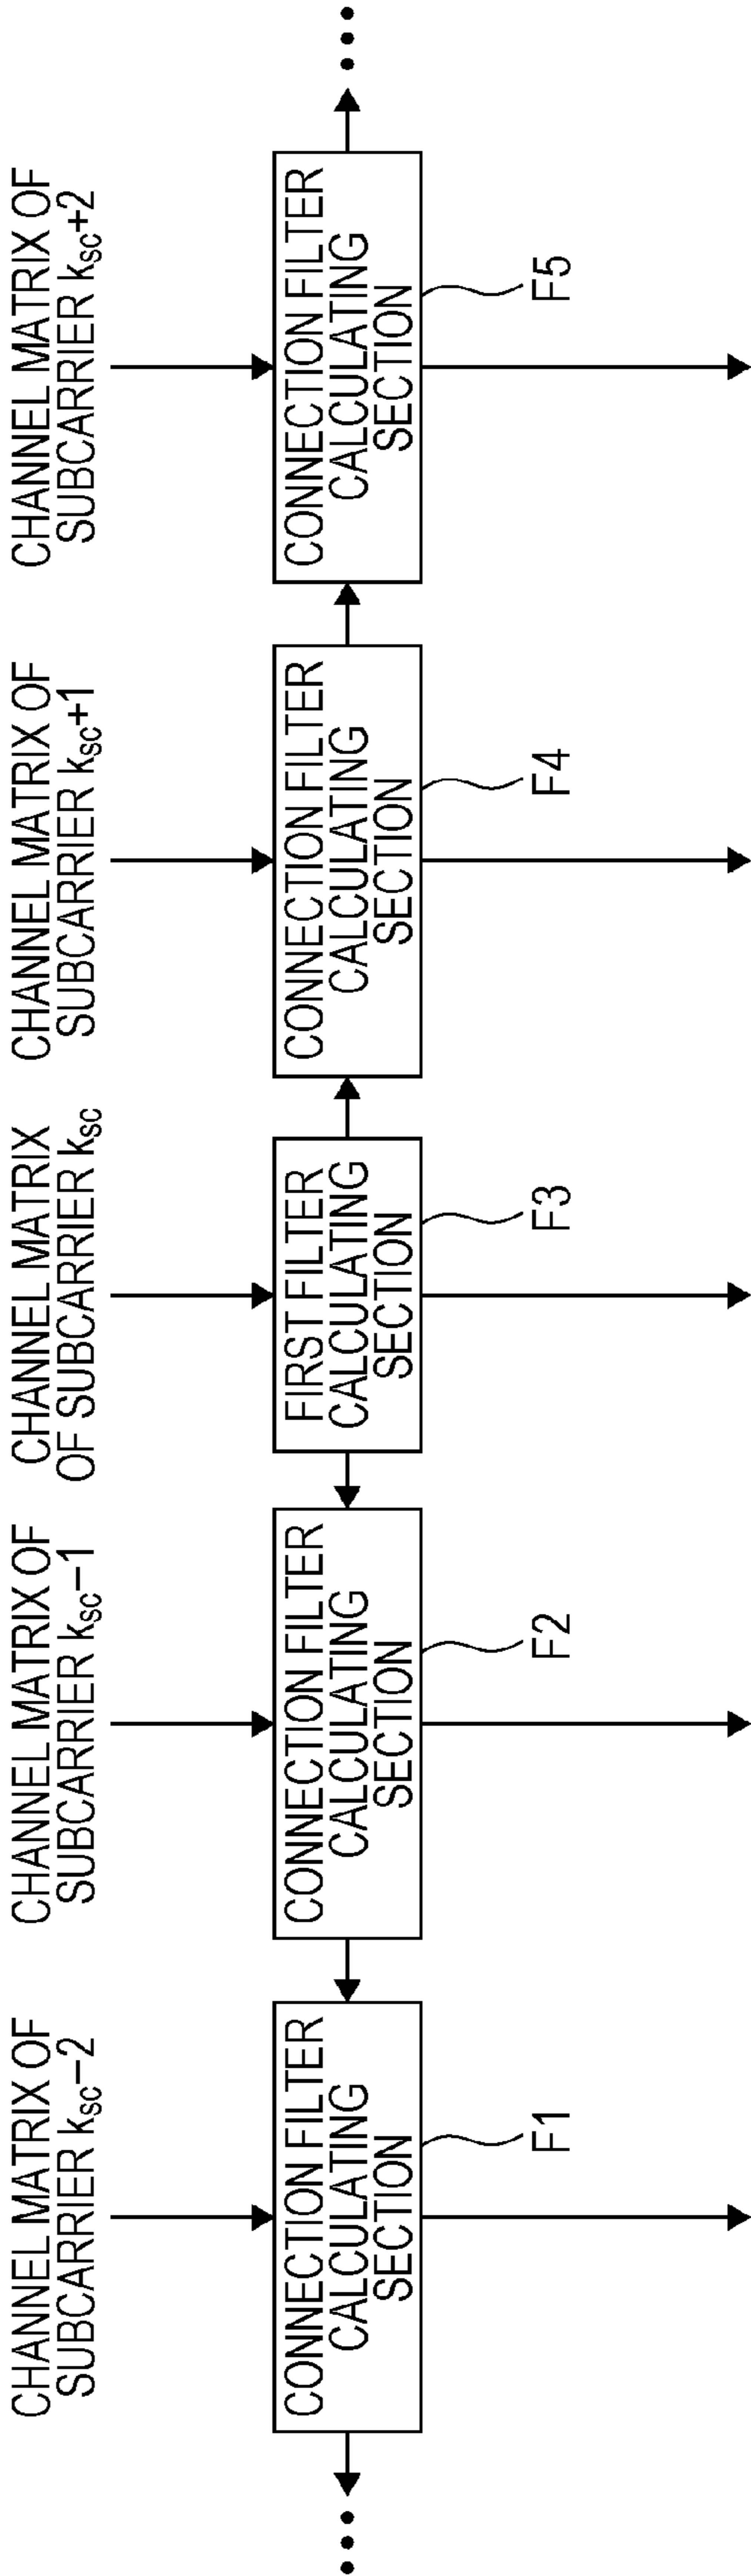 CHANNEL MATRIX OF
SUBCARRIER ksc−2
CHANNEL MATRIX OF
SUBCARRIER ksc−1
CHANNEL MATRIX
OF SUBCARRIER ksc
CHANNEL MATRIX OF
SUBCARRIER ksc+1
CHANNEL MATRIX OF
SUBCARRIER ksc+2
CONNECTION FILTER
CALCULATING
SECTION
CONNECTION FILTER
CALCULATING
SECTION
FIRST FILTER
CALCULATING
SECTION
CONNECTION FILTER
CALCULATING
SECTION
CONNECTION FILTER
CALCULATING
SECTION
F1
F2
F3
F4
F5